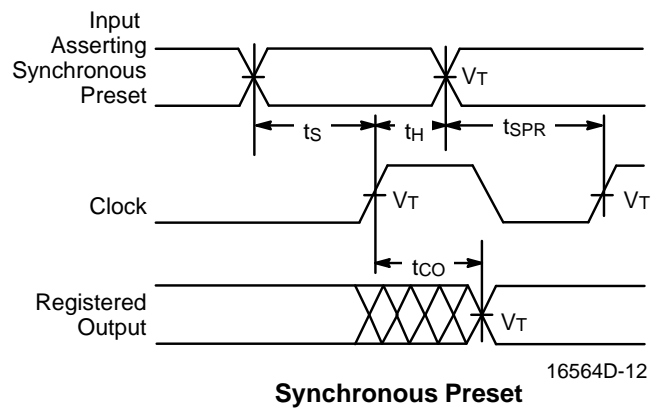 Input
Asserting
Synchronous
Preset
VT
tS
tH
tSPR
Clock
VT
VT
tCO
Registered
Output
VT
16564D-12
Synchronous Preset